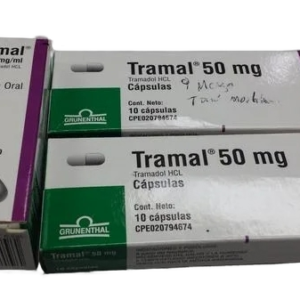 mal®
mg/ml
Oral
Tramal® 50 mg
Tramadol HCL
Cápsulas
Cont. Neto:
10 cápsulas
CPE020794674
GRUNENTHAL
Tramal® 50 mg
Tramadol HCL
Cápsulas
Cont. Neto:
10 cápsulas
CPE020794674
GRUNENTHAL